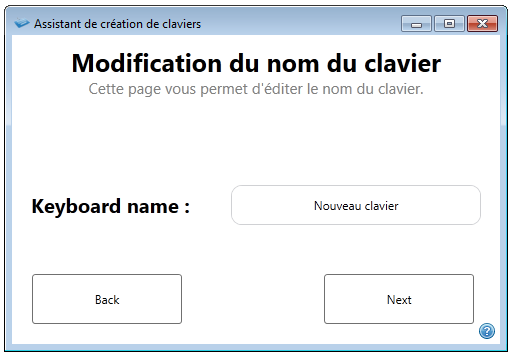 Assistant de création de claviers
Modification du nom du clavier
Cette page vous permet d'éditer le nom du clavier.
Keyboard name :
Nouveau clavier
Back
Next
?